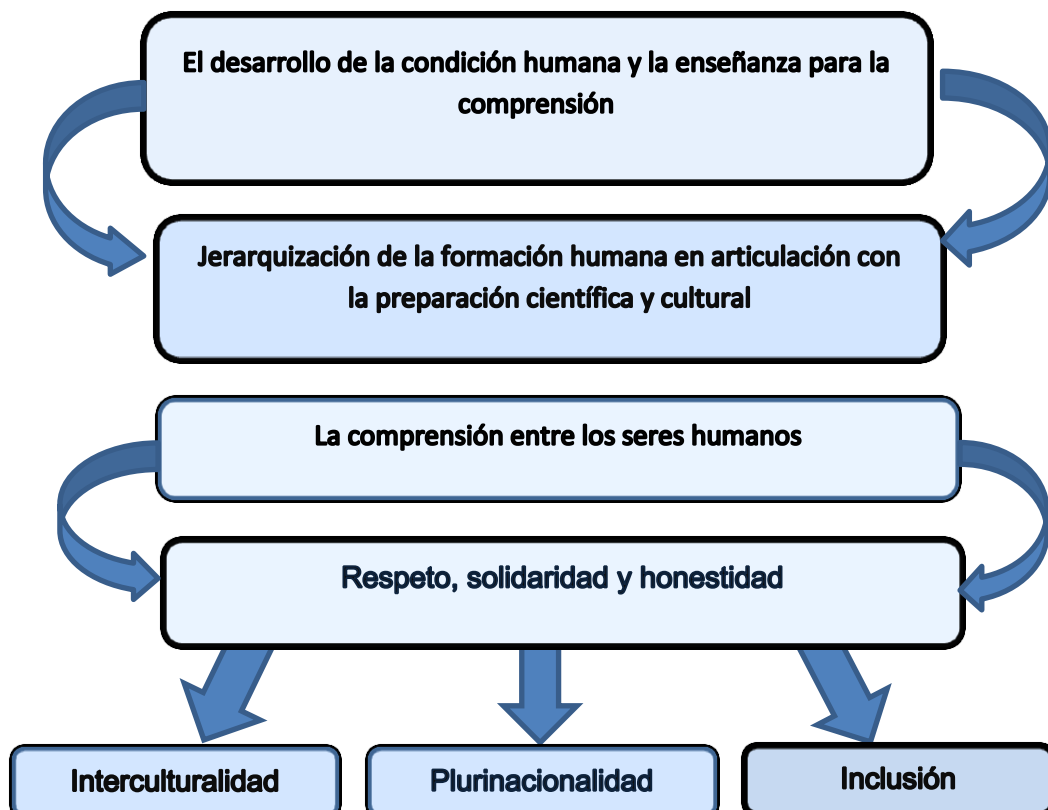 El desarrollo de la condición humana y la enseñanza para la
comprensión
Jerarquización de la formación humana en articulación con
la preparación científica y cultural
La comprensión entre los seres humanos
Respeto, solidaridad y honestidad
Interculturalidad
Plurinacionalidad
Inclusión